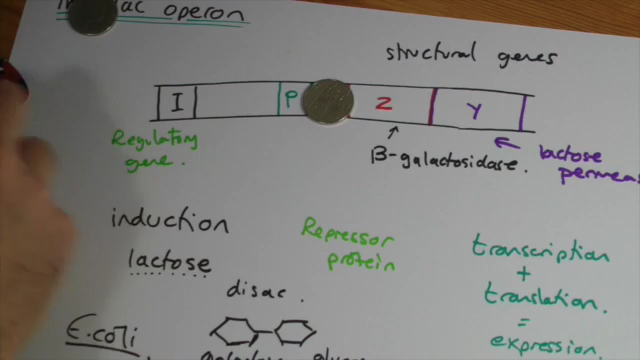 lac operon
structural genes
I P Z Y
Regulatory
gene.
β-galactosidase.
lactose
induction
Repressor
protein
lactose
disac.
transcription
+
translation.
=
expression
E.coli